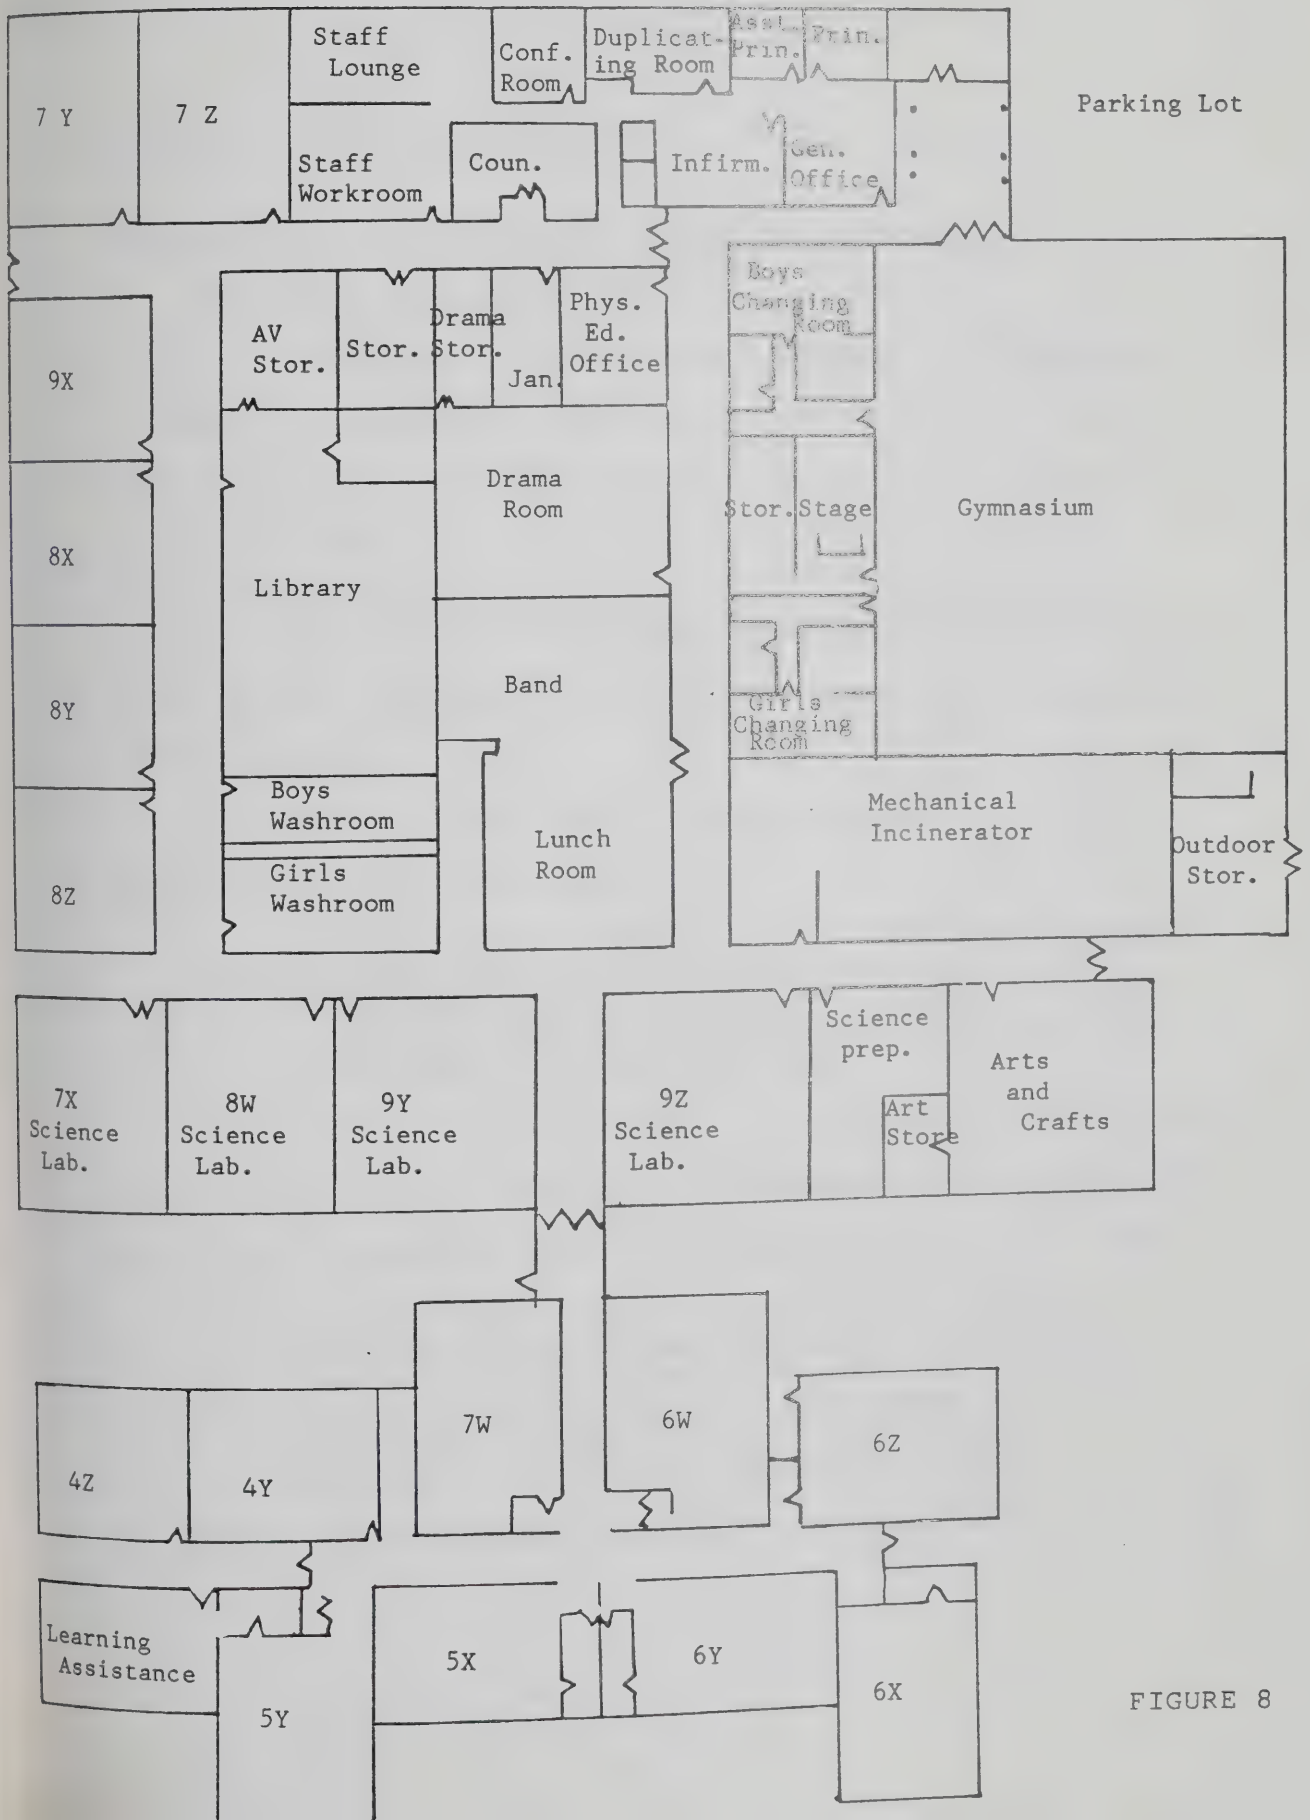 7 Y
7 Z
Staff
Lounge
Staff
Workroom
Conf.
Room
Coun.
Duplicat-
ing Room
Asst.
Prin.
Prin.
Infirm.
Gen.
Office
Parking Lot
9X
8X
8Y
8Z
AV
Stor.
Stor.
Drama
Stor.
Jan.
Phys.
Ed.
Office
Library
Drama
Room
Band
Lunch
Room
Boys
Washroom
Girls
Washroom
Boys
Changing
Room
Stor.
Stage
Gymnasium
Girls
Changing
Room
Mechanical
Incinerator
Outdoor
Stor.
7X
Science
Lab.
8W
Science
Lab.
9Y
Science
Lab.
9Z
Science
Lab.
Science
prep.
Art
Store
Arts
and
Crafts
7W
6W
6Z
4Z
4Y
Learning
Assistance
5Y
5X
6Y
6X
FIGURE 8